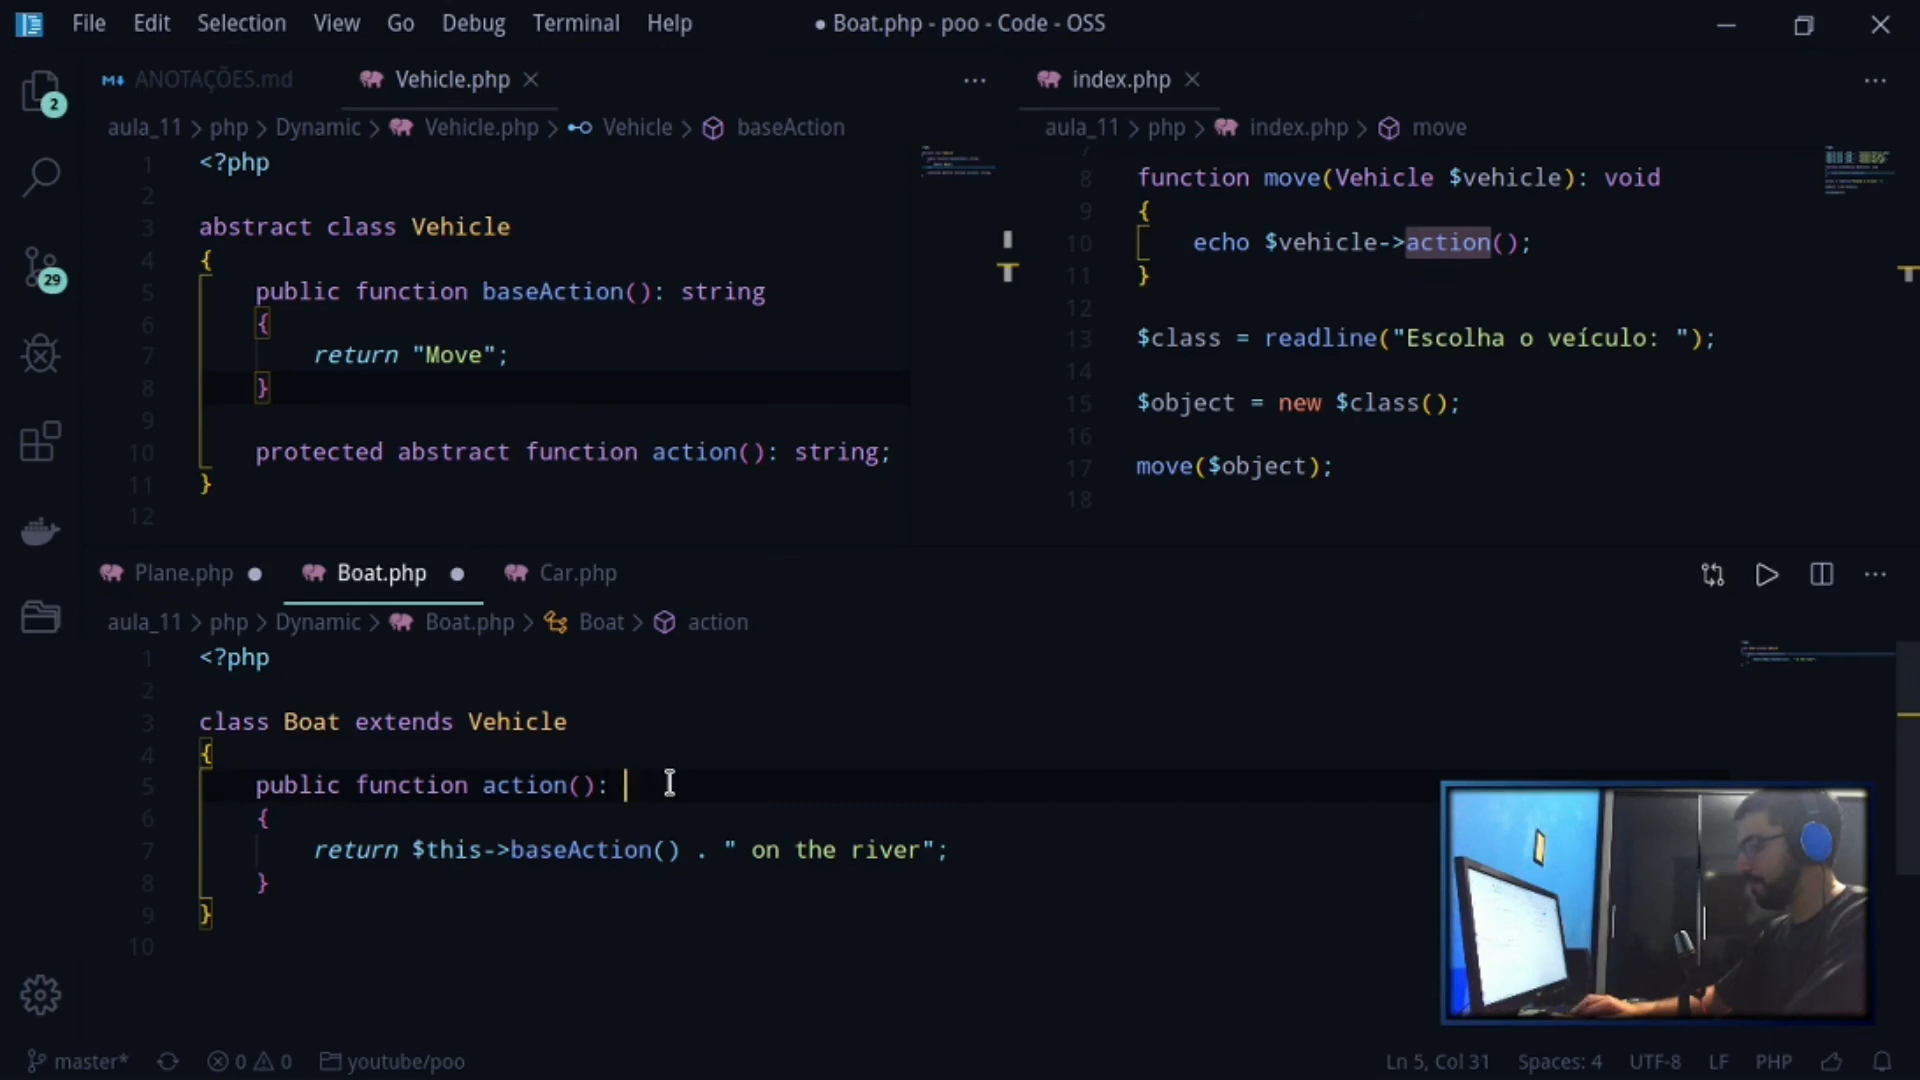 File Edit Selection View Go Debug Terminal Help
● Boat.php - poo - Code - OSS
2
29
ANOTAÇÕES.md
Vehicle.php
aula_11 > php > Dynamic > Vehicle.php > Vehicle > baseAction
1 <?php
2
3 abstract class Vehicle
4 {
5 public function baseAction(): string
6 {
7 return "Move";
8 }
9
10 protected abstract function action(): string;
11 }
12
index.php
aula_11 > php > index.php > move
7
8 function move(Vehicle $vehicle): void
9 {
10 echo $vehicle->action();
11 }
12
13 $class = readline("Escolha o veículo: ");
14
15 $object = new $class();
16
17 move($object);
18
Plane.php ● Boat.php ● Car.php
aula_11 > php > Dynamic > Boat.php > Boat > action
1 <?php
2
3 class Boat extends Vehicle
4 {
5 public function action():
6 {
7 return $this->baseAction() . " on the river";
8 }
9 }
10
master* 0 0 youtube/poo
Ln 5, Col 31 Spaces: 4 UTF-8 LF PHP